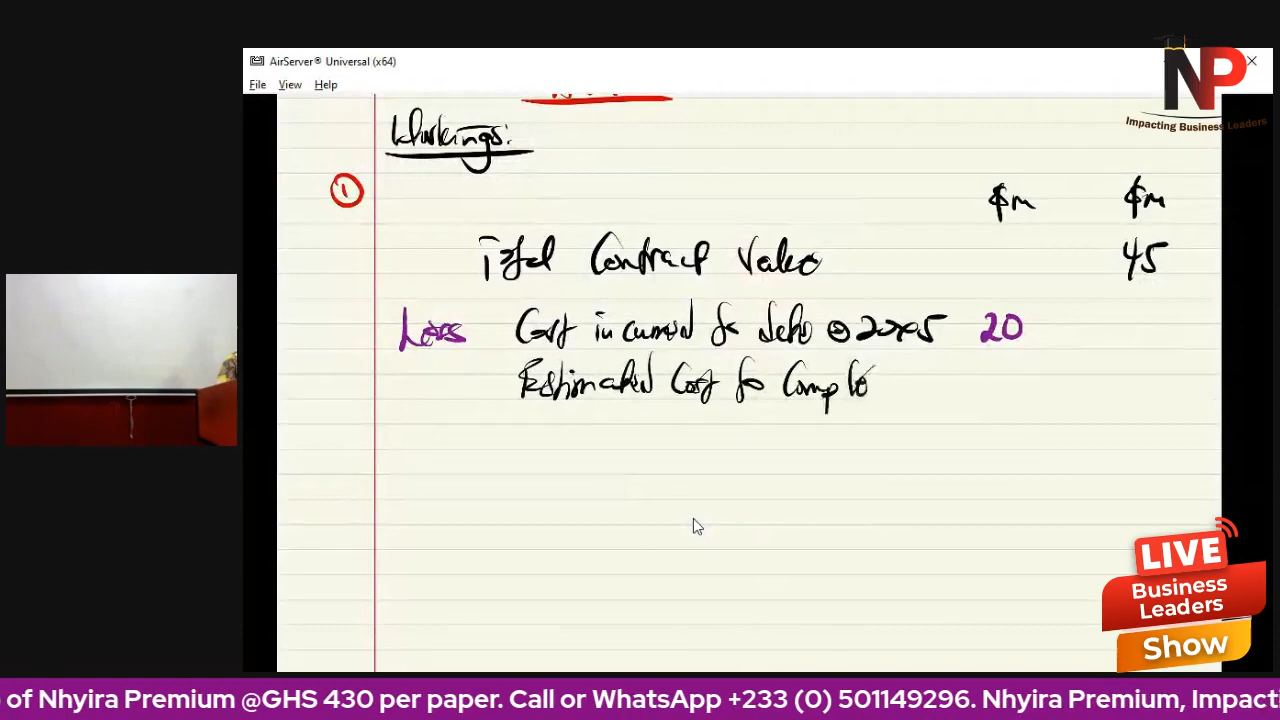 AirServer® Universal (x64)
File View Help
NP
Impacting Business Leaders
Workings:
1
$m $m
Total Contract Value 45
Less Cost incurred to date @ 20x5 20
Estimated Cost to Comple
LIVE
Business
Leaders
Show
o of Nhyira Premium @GHS 430 per paper. Call or WhatsApp +233 (0) 501149296. Nhyira Premium, Impacti